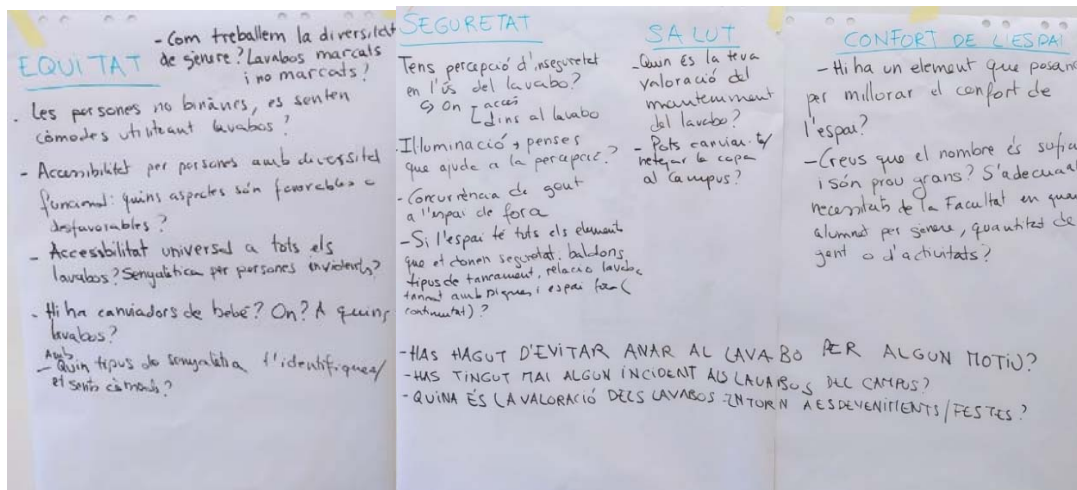 EQUITAT
- Com treballem la diversitat
de gènere? Lavabos marcats
i no marcats?
. Les persones no binàries, es senten
còmodes utilitzant lavabos?
- Accessibilitat per persones amb diversitat
funcional: quins aspectes són favorables o
desfavorables?
- Accessibilitat universal a tots els
lavabos? Senyalística per persones invidents?
- Hi ha canviadors de bebé? On? A quins
lavabos?
Amb
- Quin tipus de senyalística t'identifiques/
et sents còmode?
SEGURETAT
Tens percepció d'inseguretat
en l'ús del lavabo?
↳ On accés
dins al lavabo
Il·luminació → penses
que ajuda a la percepció?
- Concurrència de gent
a l'espai de fora
- Si l'espai té tots els elements
que et donen seguretat, baldons,
tipus de tancament, relació lavabo
tancat amb piques i espai fora (
continuitat)?
SALUT
- Quin és la teva
valoració del
manteniment
del lavabo?
- Pots canviar-te/
netejar la copa
al Campus?
CONFORT DE L'ESPAI
- Hi ha un element que posaries
per millorar el confort de
l'espai?
- Creus que el nombre és
i són prou grans? S'adequa
necessitats de la Facultat en
alumnat per gènere, quantitat de
gent o d'activitats?
- HAS HAGUT D'EVITAR ANAR AL LAVABO PER ALGUN MOTIU?
- HAS TINGUT MAI ALGUN INCIDENT ALS LAVABOS DEL CAMPUS?
- QUINA ÉS LA VALORACIÓ DELS LAVABOS ENTORN A ESDEVENIMENTS/FESTES?